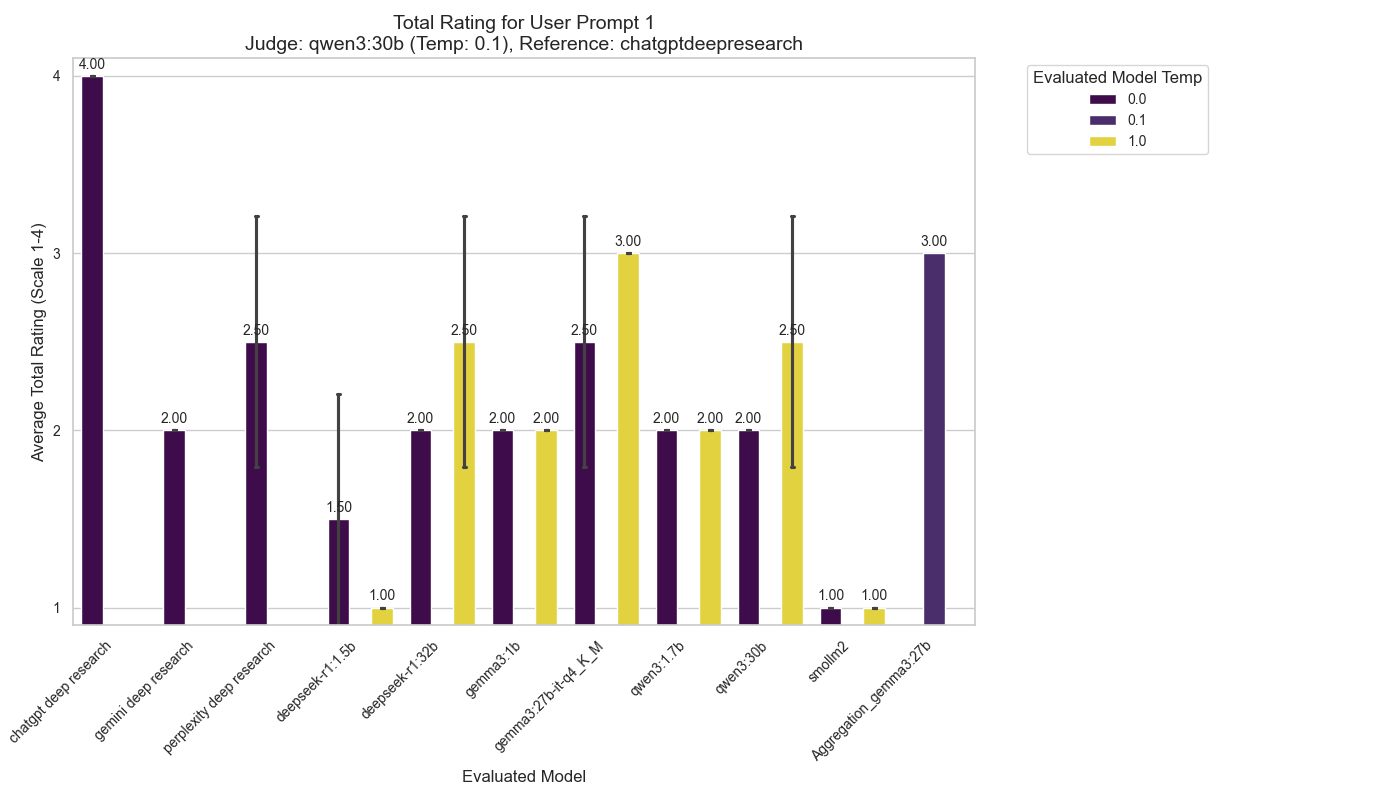 Total Rating for User Prompt 1
Judge: qwen3:30b (Temp: 0.1), Reference: chatgptdeepresearch
Evaluated Model Temp
0.0
0.1
1.0
Average Total Rating (Scale 1-4)
4
3
2
1
4.00
2.00
2.50
1.50
1.00
2.00
2.50
2.00
2.00
2.50
3.00
2.00
2.00
2.00
2.50
1.00
1.00
3.00
chatgpt deep research
gemini deep research
perplexity deep research
deepseek-r1:1.5b
deepseek-r1:32b
gemma3:1b
gemma3:27b-it-q4_K_M
qwen3:1.7b
qwen3:30b
smollm2
Aggregation_gemma3:27b
Evaluated Model